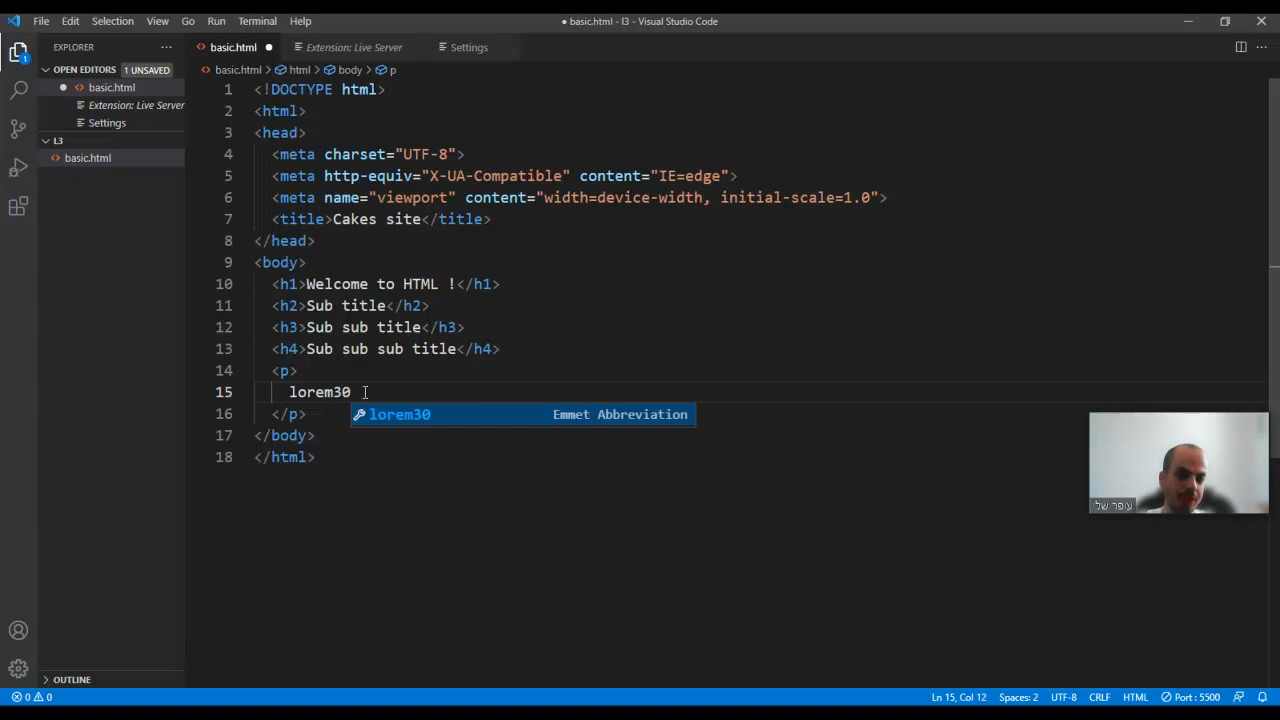 File Edit Selection View Go Run Terminal Help ● basic.html - l3 - Visual Studio Code
EXPLORER ··· basic.html ● Extension: Live Server Settings ···
OPEN EDITORS 1 UNSAVED basic.html > html > body > p
● basic.html
Extension: Live Server
Settings
L3
basic.html
1 <!DOCTYPE html>
2 <html>
3 <head>
4 <meta charset="UTF-8">
5 <meta http-equiv="X-UA-Compatible" content="IE=edge">
6 <meta name="viewport" content="width=device-width, initial-scale=1.0">
7 <title>Cakes site</title>
8 </head>
9 <body>
10 <h1>Welcome to HTML !</h1>
11 <h2>Sub title</h2>
12 <h3>Sub sub title</h3>
13 <h4>Sub sub sub title</h4>
14 <p>
15 lorem30
16 </p>
lorem30 Emmet Abbreviation
17 </body>
18 </html>
עופר שלי
1
OUTLINE
0 0 Ln 15, Col 12 Spaces: 2 UTF-8 CRLF HTML Port : 5500